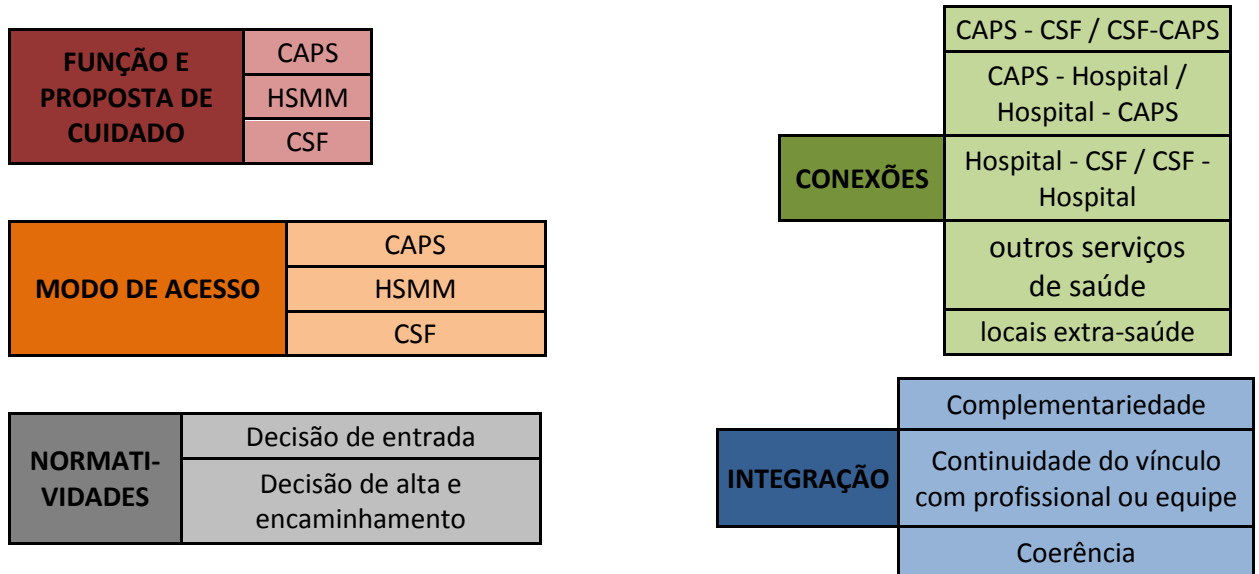 FUNÇÃO E
PROPOSTA DE
CUIDADO
CAPS
HSMM
CSF
MODO DE ACESSO
CAPS
HSMM
CSF
NORMATI-
VIDADES
Decisão de entrada
Decisão de alta e
encaminhamento
CONEXÕES
CAPS - CSF / CSF-CAPS
CAPS - Hospital /
Hospital - CAPS
Hospital - CSF / CSF -
Hospital
outros serviços
de saúde
locais extra-saúde
INTEGRAÇÃO
Complementariedade
Continuidade do vínculo
com profissional ou equipe
Coerência